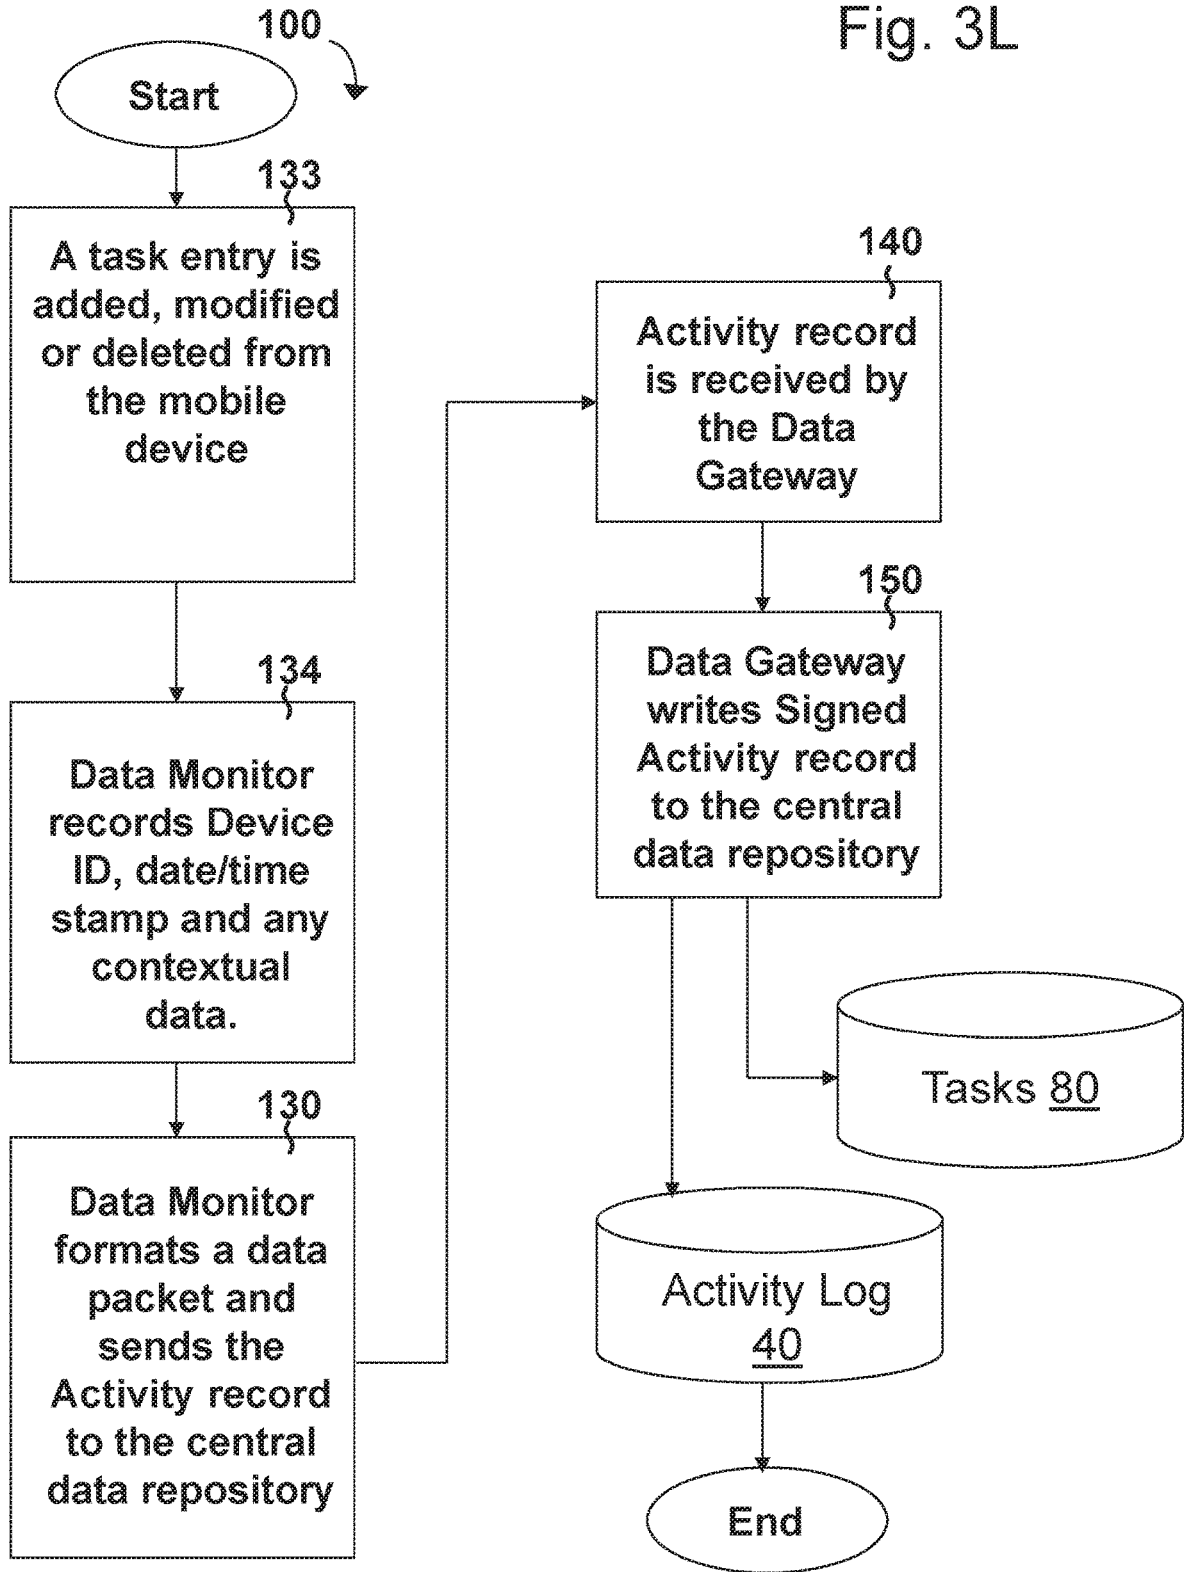 Fig. 3L
100
Start
133
A task entry is
added, modified
or deleted from
the mobile
device
134
Data Monitor
records Device
ID, date/time
stamp and any
contextual
data.
130
Data Monitor
formats a data
packet and
sends the
Activity record
to the central
data repository
140
Activity record
is received by
the Data
Gateway
150
Data Gateway
writes Signed
Activity record
to the central
data repository
Tasks 80
Activity Log
40
End